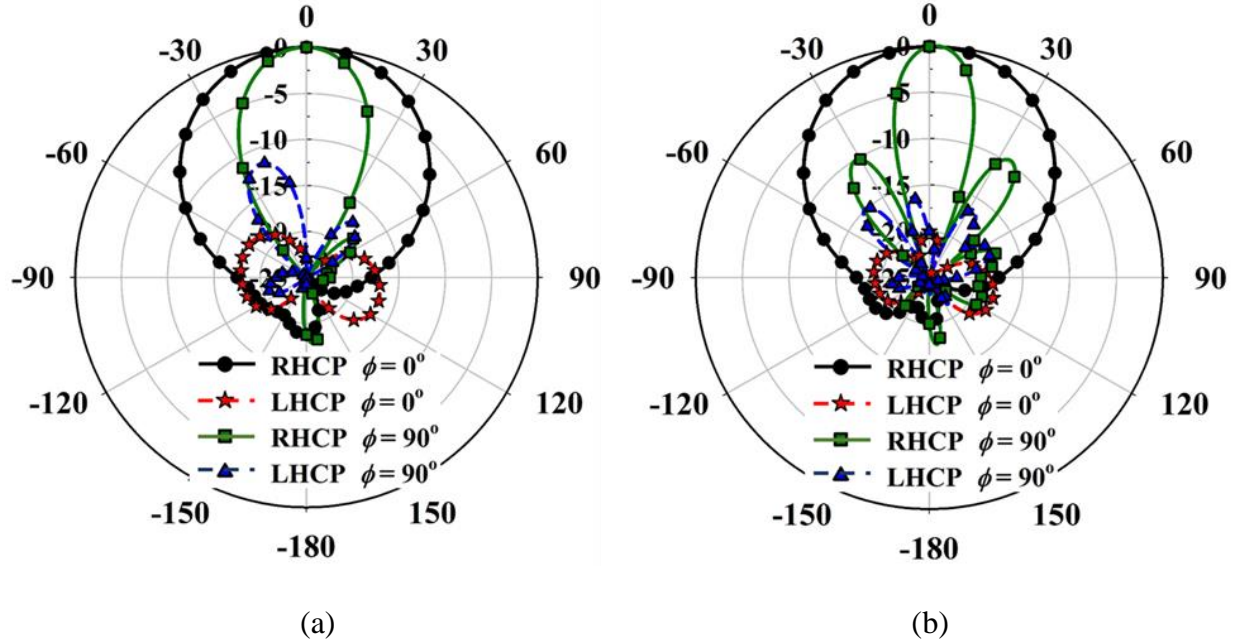 0
-30 30
-60 60
-90 90
-120 120
-150 150
-180
0
-5
-10
-15
RHCP ϕ = 0°
LHCP ϕ = 0°
RHCP ϕ = 90°
LHCP ϕ = 90°
(a)
0
-30 30
-60 60
-90 90
-120 120
-150 150
-180
0
-5
-10
-15
RHCP ϕ = 0°
LHCP ϕ = 0°
RHCP ϕ = 90°
LHCP ϕ = 90°
(b)